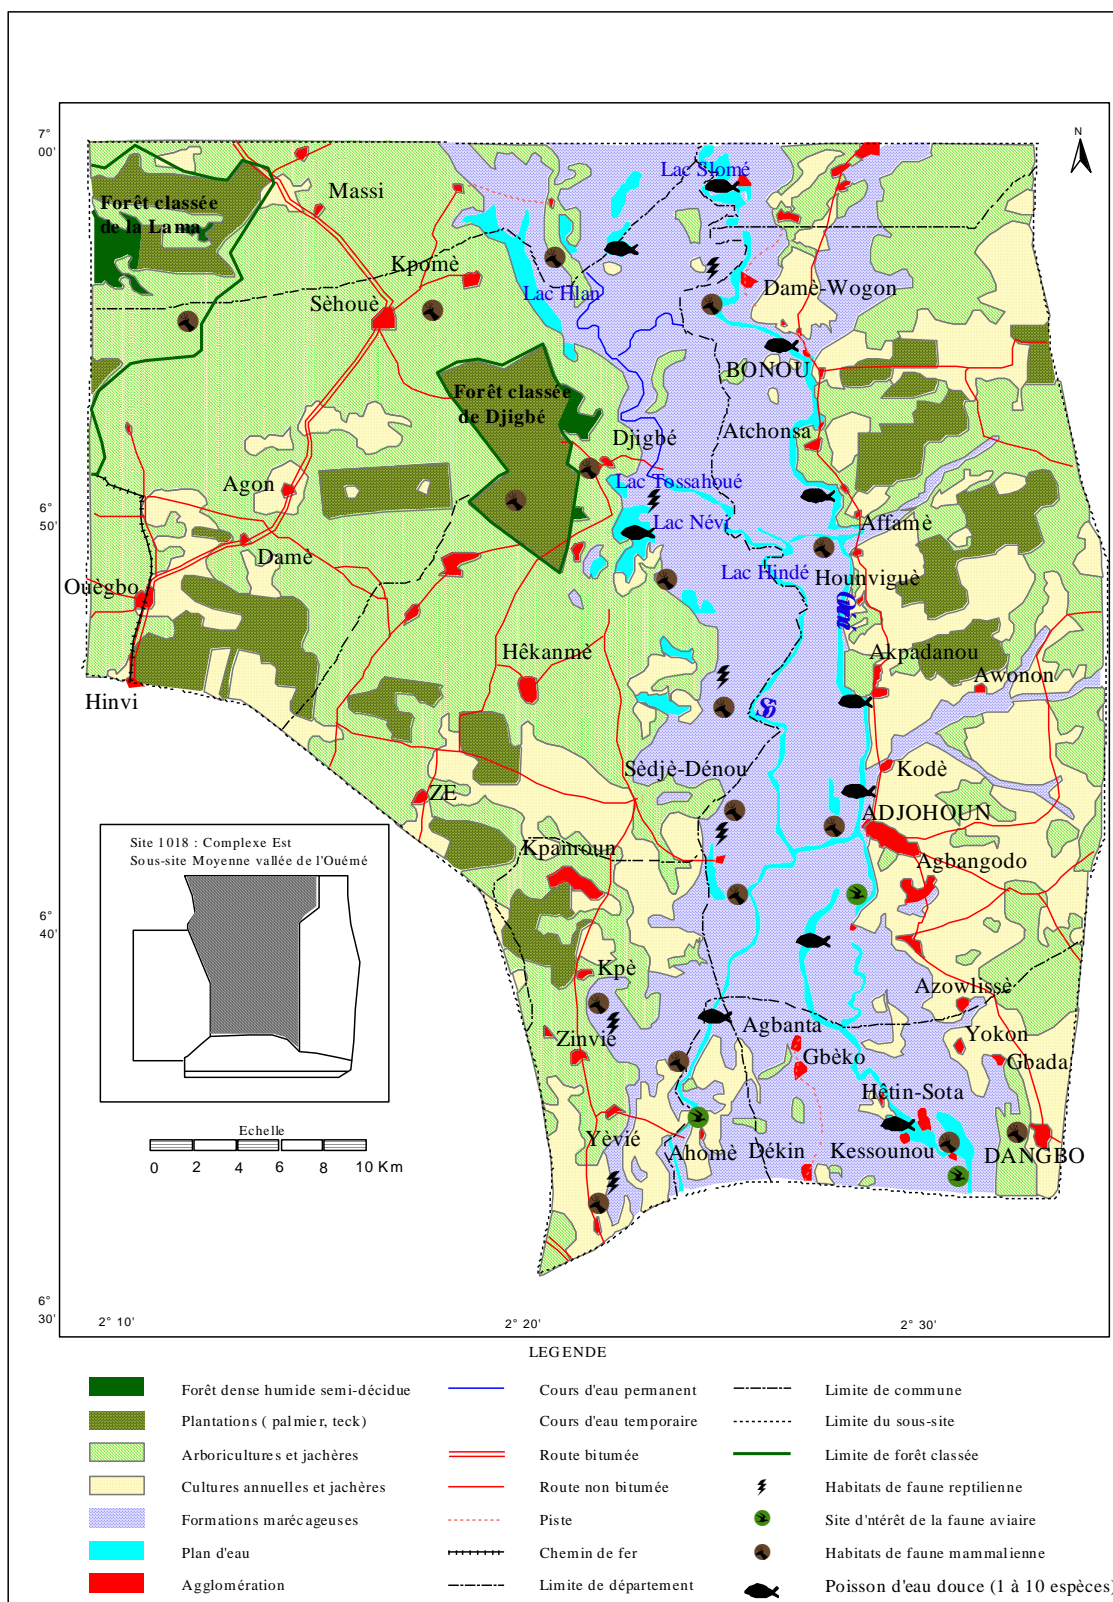 7°
00'
N
Lac Slomé
Massi
Forêt classée
de la Lama
Kpomè
Lac Hlan
Damè-Wogon
Sèhouè
BONOU
Forêt classée
de Djigbé
Atchonsa
Djigbé
Agon
Lac Tossahoué
6°
50'
Lac Névi
Affamè
Damè
Lac Hindé
Hounviguè
Ouègbo
Hêkanmè
Akpadanou
Awonon
Hinvi
Sô
Sèdjè-Dénou
Kodè
ZE
ADJOHOUN
Site 1018 : Complexe Est
Sous-site Moyenne vallée de l'Ouémé
Kpanroun
Agbangodo
6°
40'
Kpè
Azowlissè
Agbanta
Yokon
Zinvié
Gbèko
Gbada
Hêtin-Sota
Echelle
Yèvié
Ahomè
Dékin
Kessounou
DANGBO
0 2 4 6 8 10 Km
6°
30'
2° 10'
2° 20'
2° 30'
LEGENDE
Forêt dense humide semi-décidue
Cours d'eau permanent
Limite de commune
Plantations ( palmier, teck)
Cours d'eau temporaire
Limite du sous-site
Arboricultures et jachères
Route bitumée
Limite de forêt classée
Cultures annuelles et jachères
Route non bitumée
Habitats de faune reptilienne
Formations marécageuses
Piste
Site d'ntérêt de la faune aviaire
Plan d'eau
Chemin de fer
Habitats de faune mammalienne
Agglomération
Limite de département
Poisson d'eau douce (1 à 10 espèces)